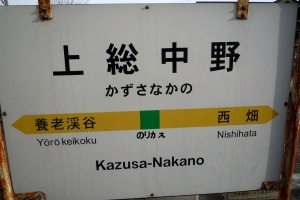 上総中野
かずさなかの
養老渓谷 のりかえ 西畑
Yōrōkeikoku Nishihata
Kazusa-Nakano